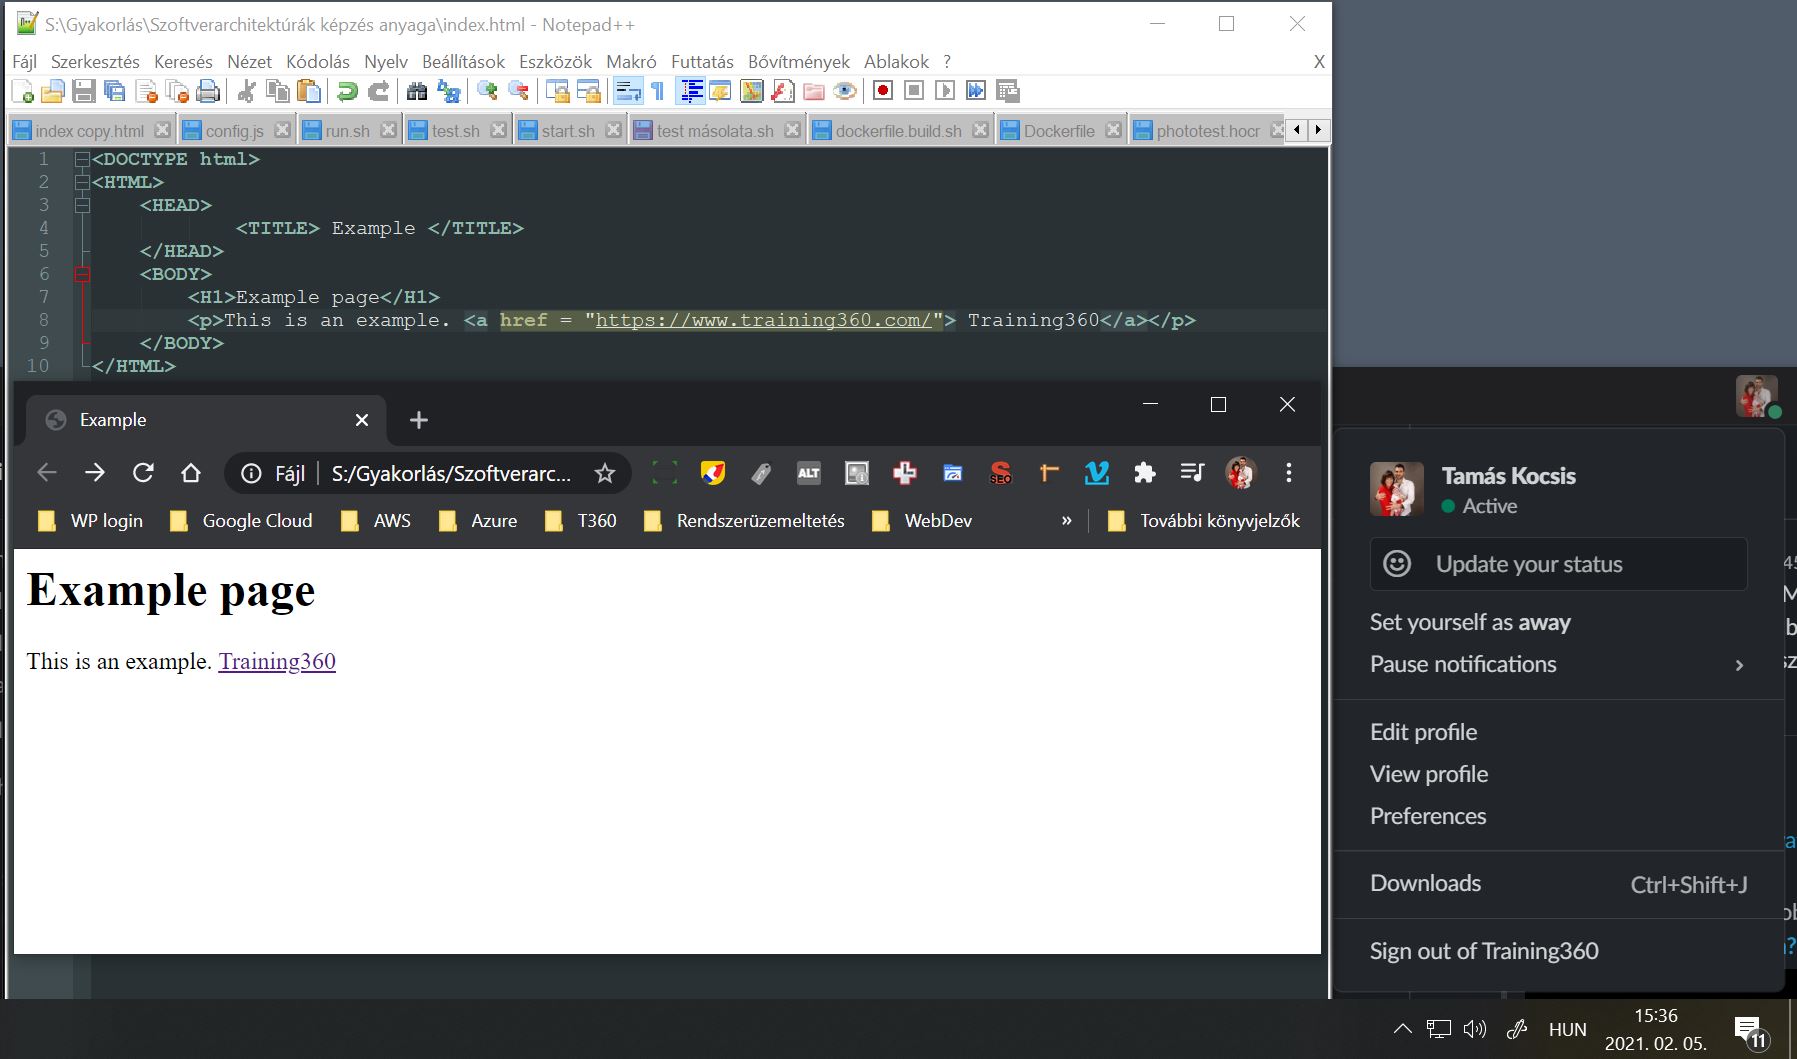 S:\Gyakorlás\Szoftverarchitektúrák képzés anyaga\index.html - Notepad++
Fájl Szerkesztés Keresés Nézet Kódolás Nyelv Beállítások Eszközök Makró Futtatás Bővítmények Ablakok ? X
index copy.html config.js run.sh test.sh start.sh test másolata.sh dockerfile.build.sh Dockerfile phototest.hocr
1 <DOCTYPE html>
2 <HTML>
3 <HEAD>
4 <TITLE> Example </TITLE>
5 </HEAD>
6 <BODY>
7 <H1>Example page</H1>
8 <p>This is an example. <a href = "https://www.training360.com/"> Training360</a></p>
9 </BODY>
10 </HTML>
Example
Fájl S:/Gyakorlás/Szoftverarc... ALT SEO
WP login Google Cloud AWS Azure T360 Rendszerüzemeltetés WebDev » További könyvjelzők
Example page
This is an example. Training360
Tamás Kocsis
Active
Update your status
Set yourself as away
Pause notifications
Edit profile
View profile
Preferences
Downloads Ctrl+Shift+J
Sign out of Training360
HUN
15:36
2021. 02. 05.
11